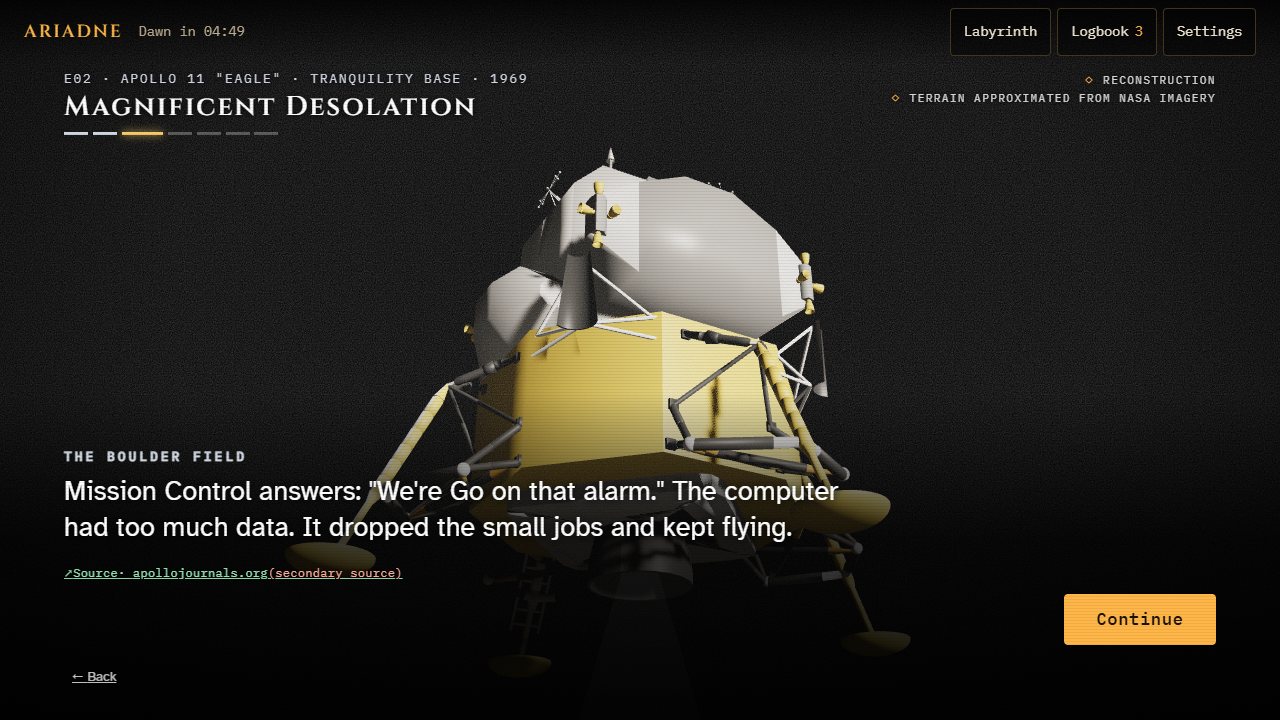 ARIADNE Dawn in 04:49 Labyrinth Logbook 3 Settings
E02 · APOLLO 11 "EAGLE" · TRANQUILITY BASE · 1969
Magnificent Desolation
◇ RECONSTRUCTION
◇ TERRAIN APPROXIMATED FROM NASA IMAGERY
THE BOULDER FIELD
Mission Control answers: "We're Go on that alarm." The computer
had too much data. It dropped the small jobs and kept flying.
↗Source· apollojournals.org(secondary source)
Continue
← Back